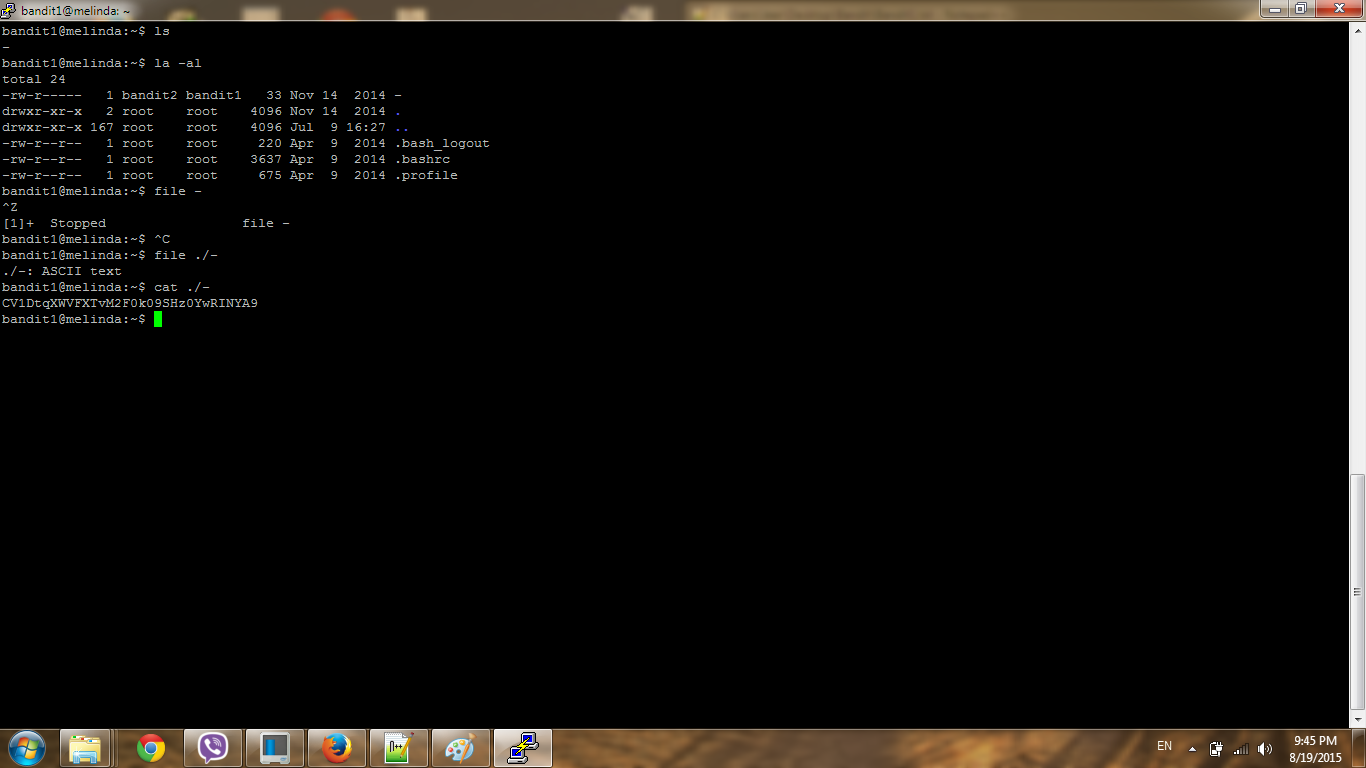 bandit1@melinda: ~
bandit1@melinda:~$ ls
-
bandit1@melinda:~$ la -al
total 24
-rw-r-----   1 bandit2 bandit1   33 Nov 14  2014 -
drwxr-xr-x   2 root    root    4096 Nov 14  2014 .
drwxr-xr-x 167 root    root    4096 Jul  9 16:27 ..
-rw-r--r--   1 root    root     220 Apr  9  2014 .bash_logout
-rw-r--r--   1 root    root    3637 Apr  9  2014 .bashrc
-rw-r--r--   1 root    root     675 Apr  9  2014 .profile
bandit1@melinda:~$ file -
^Z
[1]+  Stopped                 file -
bandit1@melinda:~$ ^C
bandit1@melinda:~$ file ./-
./-: ASCII text
bandit1@melinda:~$ cat ./-
CV1DtqXWVFXTvM2F0k09SHz0YwRINYA9
bandit1@melinda:~$
EN
9:45 PM
8/19/2015